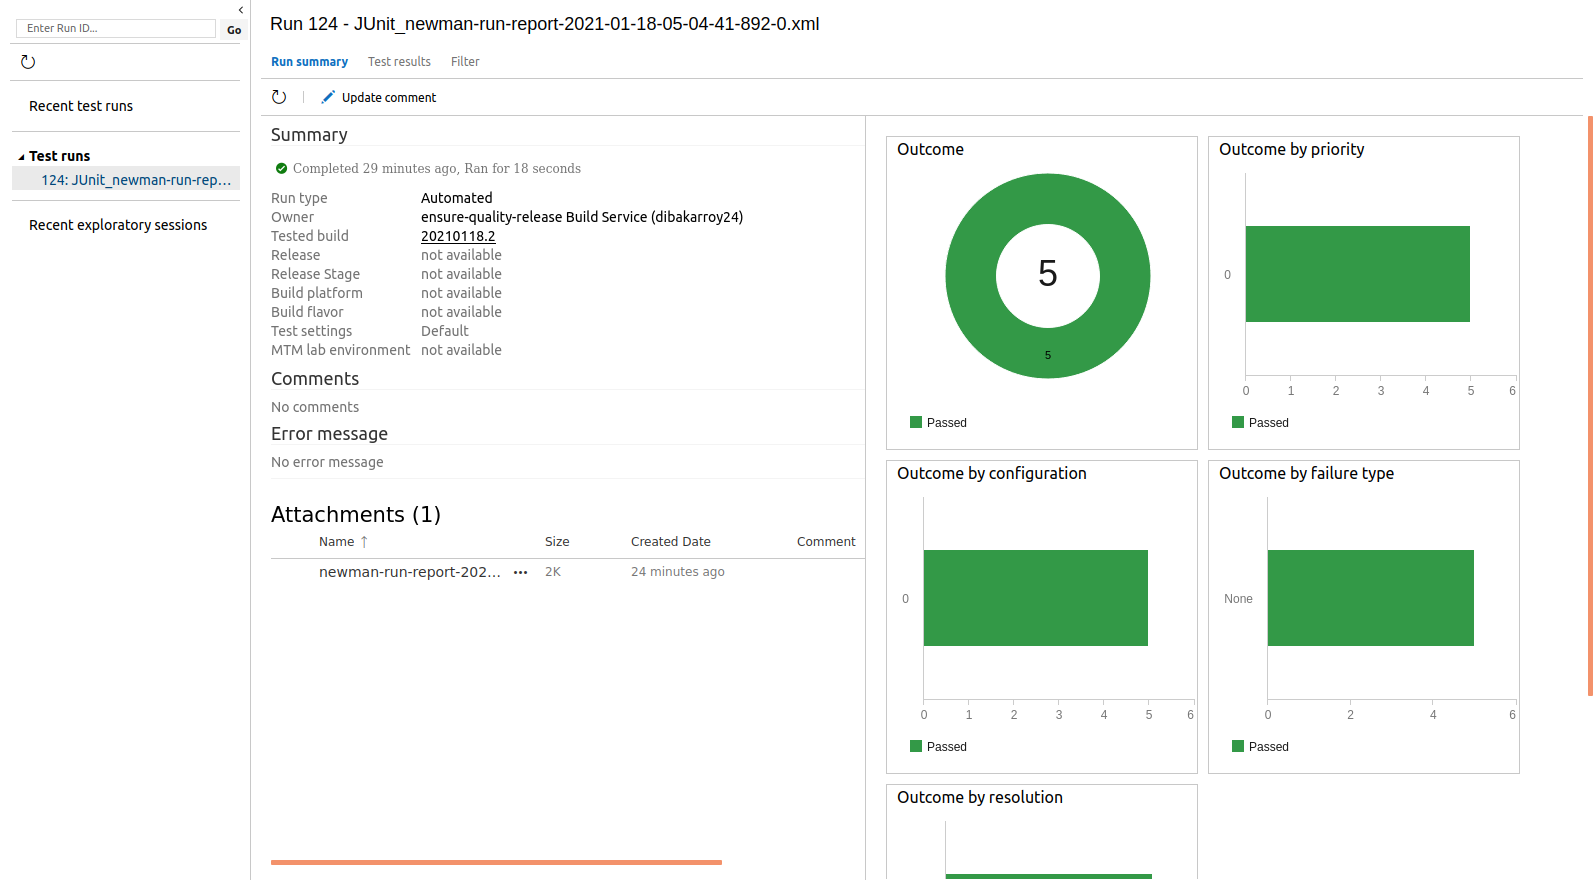 Enter Run ID...
Go
Recent test runs
Test runs
124: JUnit_newman-run-rep...
Recent exploratory sessions
Run 124 - JUnit_newman-run-report-2021-01-18-05-04-41-892-0.xml
Run summary Test results Filter
Update comment
Summary
Completed 29 minutes ago, Ran for 18 seconds
Run type Automated
Owner ensure-quality-release Build Service (dibakarroy24)
Tested build 20210118.2
Release not available
Release Stage not available
Build platform not available
Build flavor not available
Test settings Default
MTM lab environment not available
Comments
No comments
Error message
No error message
Attachments (1)
Name ↑ Size Created Date Comment
newman-run-report-202... ••• 2K 24 minutes ago
Outcome
5
5
Passed
Outcome by priority
0
0 1 2 3 4 5 6
Passed
Outcome by configuration
0
0 1 2 3 4 5 6
Passed
Outcome by failure type
None
0 2 4 6
Passed
Outcome by resolution